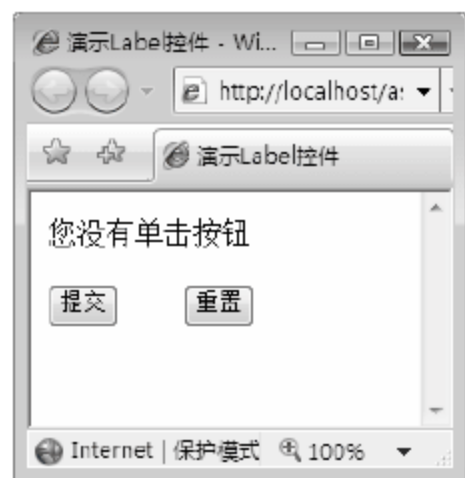 演示Label控件 - Wi...
http://localhost/a
演示Label控件
您没有单击按钮
提交 重置
Internet | 保护模式 100%